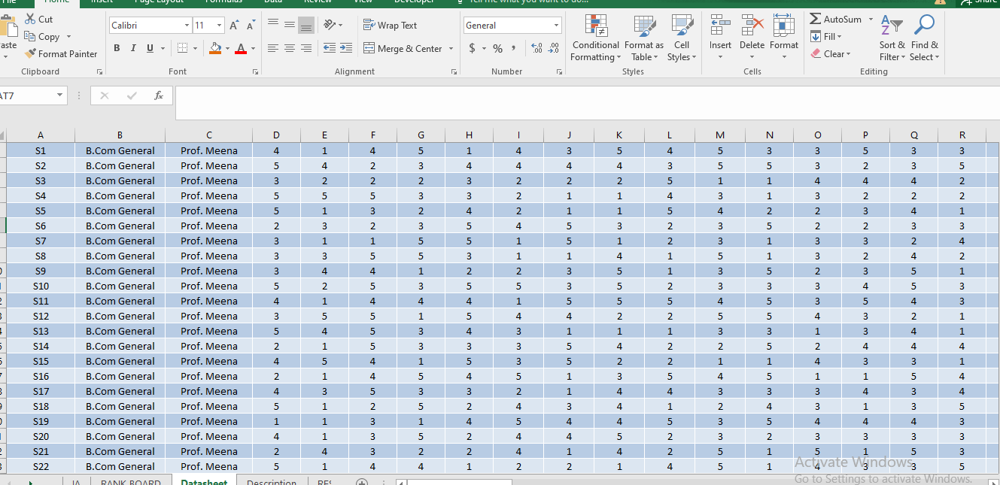 File Home Insert Page Layout Formulas Data Review View Developer Tell me what you want to do... Share
Cut
Copy
Paste
Format Painter
Clipboard
Calibri 11
B I U
Font
Wrap Text
Merge & Center
Alignment
General
$ % ,
Number
Conditional Formatting
Format as Table
Cell Styles
Styles
Insert
Delete
Format
Cells
AutoSum
Fill
Clear
Sort & Filter
Find & Select
Editing
AT7 fx
A B C D E F G H I J K L M N O P Q R
S1 B.Com General Prof. Meena 4 1 4 5 1 4 3 5 4 5 3 3 5 3 3
S2 B.Com General Prof. Meena 5 4 2 3 4 4 4 4 3 5 5 3 2 3 5
S3 B.Com General Prof. Meena 3 2 2 2 3 2 2 2 5 1 1 4 4 4 2
S4 B.Com General Prof. Meena 5 5 5 3 3 2 1 1 4 3 1 3 2 2 2
S5 B.Com General Prof. Meena 5 1 3 2 4 2 1 1 5 4 2 2 3 4 1
S6 B.Com General Prof. Meena 2 3 2 3 5 4 5 3 2 3 5 2 2 3 3
S7 B.Com General Prof. Meena 3 1 1 5 5 1 5 1 2 3 1 3 3 2 4
S8 B.Com General Prof. Meena 3 3 5 5 3 1 1 4 1 5 1 3 2 4 2
S9 B.Com General Prof. Meena 3 4 4 1 2 2 3 5 1 3 5 2 3 5 1
S10 B.Com General Prof. Meena 5 2 5 3 5 5 3 5 2 3 3 3 4 5 3
S11 B.Com General Prof. Meena 4 1 4 4 4 1 5 5 5 4 5 3 5 4 3
S12 B.Com General Prof. Meena 3 5 5 1 5 4 4 2 2 5 5 4 3 2 1
S13 B.Com General Prof. Meena 5 4 5 3 4 3 1 1 1 3 3 1 3 4 1
S14 B.Com General Prof. Meena 2 1 5 3 3 3 5 4 2 2 5 2 4 4 4
S15 B.Com General Prof. Meena 4 5 4 1 5 3 5 2 2 1 1 4 3 3 1
S16 B.Com General Prof. Meena 2 1 4 5 4 5 1 3 5 4 5 1 1 5 4
S17 B.Com General Prof. Meena 4 3 5 3 3 2 1 4 4 3 3 3 4 3 4
S18 B.Com General Prof. Meena 5 1 2 5 2 4 3 4 1 2 4 3 1 3 5
S19 B.Com General Prof. Meena 1 1 3 1 4 5 4 4 5 3 5 4 4 4 3
S20 B.Com General Prof. Meena 4 1 3 5 2 4 4 5 2 3 2 3 3 3 3
S21 B.Com General Prof. Meena 2 4 3 2 2 4 1 4 2 5 1 5 1 5 3
S22 B.Com General Prof. Meena 5 1 4 4 1 2 2 1 4 5 1 4 3 3 4
Activate Windows
Go to Settings to activate Windows.
IA RANK BOARD Datasheet Description